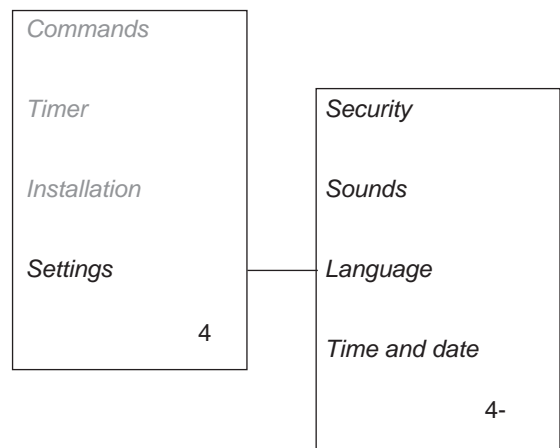 Commands
Timer
Installation
Settings
4
Security
Sounds
Language
Time and date
4-